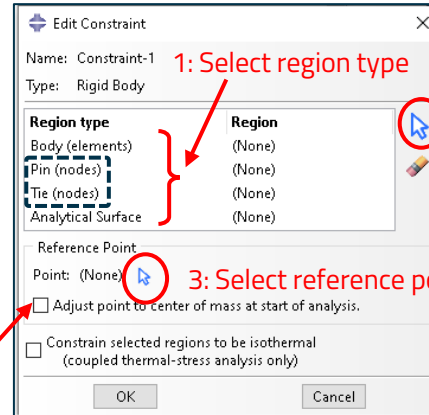 Edit Constraint
Name: Constraint-1
1: Select region type
Type: Rigid Body
Region type Region
Body (elements) (None)
Pin (nodes) (None)
Tie (nodes) (None)
Analytical Surface (None)
Reference Point
Point: (None)
3: Select reference po
Adjust point to center of mass at start of analysis.
Constrain selected regions to be isothermal
(coupled thermal-stress analysis only)
OK Cancel